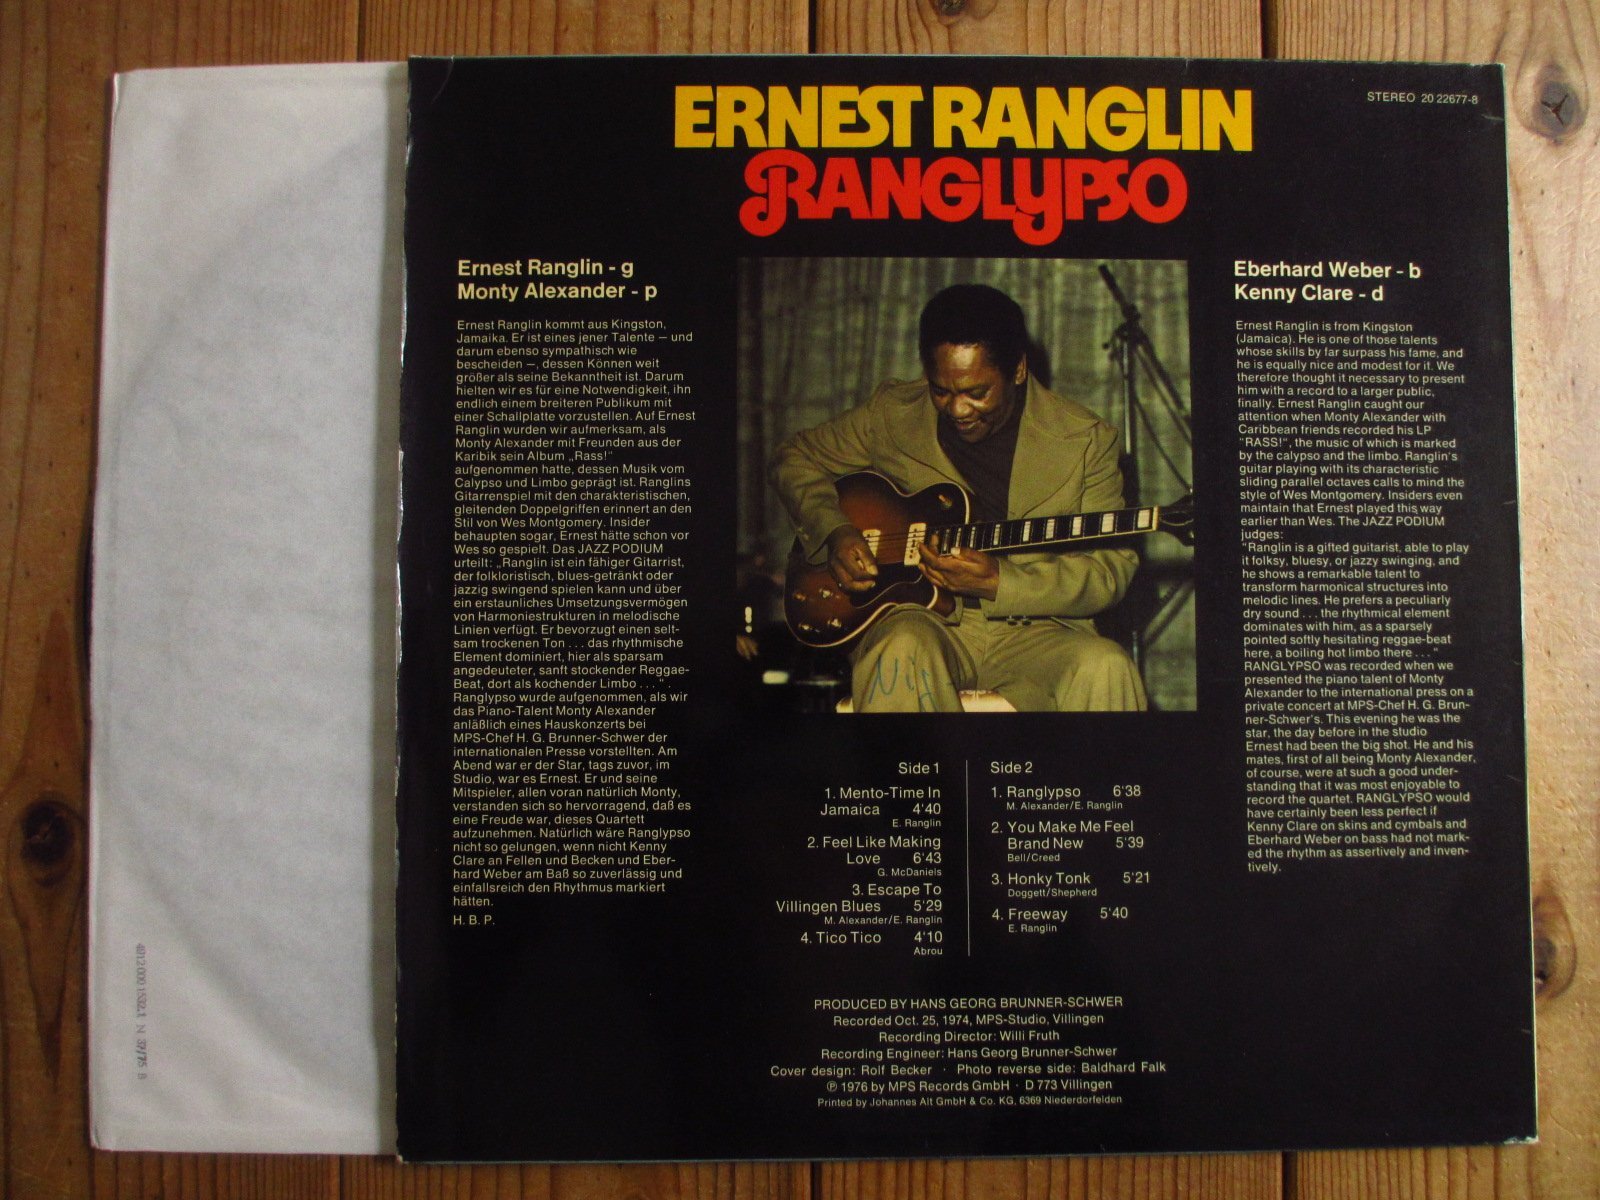 ERNEST RANGLIN
RANGLYPSO
STEREO 20 22677-8
Ernest Ranglin - g
Monty Alexander - p
Ernest Ranglin kommt aus Kingston,
Jamaika. Er ist eines jener Talente — und
darum ebenso sympathisch wie
bescheiden —, dessen Können weit
größer als seine Bekanntheit ist. Darum
hielten wir es für eine Notwendigkeit, ihn
endlich einem breiteren Publikum mit
einer Schallplatte vorzustellen. Auf Ernest
Ranglin wurden wir aufmerksam, als
Monty Alexander mit Freunden aus der
Karibik sein Album „Rass!“
aufgenommen hatte, dessen Musik vom
Calypso und Limbo geprägt ist. Ranglins
Gitarrenspiel mit den charakteristischen,
gleitenden Doppelgriffen erinnert an den
Stil von Wes Montgomery. Insider
behaupten sogar, Ernest hätte schon vor
Wes so gespielt. Das JAZZ PODIUM
urteilt: „Ranglin ist ein fähiger Gitarrist,
der folkloristisch, blues-getränkt oder
jazzig swingend spielen kann und über
ein erstaunliches Umsetzungsvermögen
von Harmoniestrukturen in melodische
Linien verfügt. Er bevorzugt einen selt-
sam trockenen Ton . . . das rhythmische
Element dominiert, hier als sparsam
angedeuteter, sanft stockender Reggae-
Beat, dort als kochender Limbo . . . “.
Ranglypso wurde aufgenommen, als wir
das Piano-Talent Monty Alexander
anläßlich eines Hauskonzerts bei
MPS-Chef H. G. Brunner-Schwer der
internationalen Presse vorstellten. Am
Abend war er der Star, tags zuvor, im
Studio, war es Ernest. Er und seine
Mitspieler, allen voran natürlich Monty,
verstanden sich so hervorragend, daß es
eine Freude war, dieses Quartett
aufzunehmen. Natürlich wäre Ranglypso
nicht so gelungen, wenn nicht Kenny
Clare an Fellen und Becken und Eber-
hard Weber am Baß so zuverlässig und
einfallsreich den Rhythmus markiert
hätten.
H. B. P.
Eberhard Weber - b
Kenny Clare - d
Ernest Ranglin is from Kingston
(Jamaica). He is one of those talents
whose skills by far surpass his fame, and
he is equally nice and modest for it. We
therefore thought it necessary to present
him with a record to a larger public,
finally. Ernest Ranglin caught our
attention when Monty Alexander with
Caribbean friends recorded his LP
"RASS!", the music of which is marked
by the calypso and the limbo. Ranglin's
guitar playing with its characteristic
sliding parallel octaves calls to mind the
style of Wes Montgomery. Insiders even
maintain that Ernest played this way
earlier than Wes. The JAZZ PODIUM
judges:
"Ranglin is a gifted guitarist, able to play
it folksy, bluesy, or jazzy swinging, and
he shows a remarkable talent to
transform harmonical structures into
melodic lines. He prefers a peculiarly
dry sound . . . the rhythmical element
dominates with him, as a sparsely
pointed softly hesitating reggae-beat
here, a boiling hot limbo there . . . "
RANGLYPSO was recorded when we
presented the piano talent of Monty
Alexander to the international press on a
private concert at MPS-Chef H. G. Brun-
ner-Schwer's. This evening he was the
star, the day before in the studio
Ernest had been the big shot. He and his
mates, first of all being Monty Alexander,
of course, were at such a good under-
standing that it was most enjoyable to
record the quartet. RANGLYPSO would
have certainly been less perfect if
Kenny Clare on skins and cymbals and
Eberhard Weber on bass had not mark-
ed the rhythm as assertively and inven-
tively.
Side 1
1. Mento-Time In
Jamaica 4'40
E. Ranglin
2. Feel Like Making
Love 6'43
G. McDaniels
3. Escape To
Villingen Blues 5'29
M. Alexander/E. Ranglin
4. Tico Tico 4'10
Abrou
Side 2
1. Ranglypso 6'38
M. Alexander/E. Ranglin
2. You Make Me Feel
Brand New 5'39
Bell/Creed
3. Honky Tonk 5'21
Doggett/Shepherd
4. Freeway 5'40
E. Ranglin
PRODUCED BY HANS GEORG BRUNNER-SCHWER
Recorded Oct. 25, 1974, MPS-Studio, Villingen
Recording Director: Willi Fruth
Recording Engineer: Hans Georg Brunner-Schwer
Cover design: Rolf Becker · Photo reverse side: Baldhard Falk
℗ 1976 by MPS Records GmbH · D 773 Villingen
Printed by Johannes Alt GmbH & Co. KG, 6369 Niederdorfelden